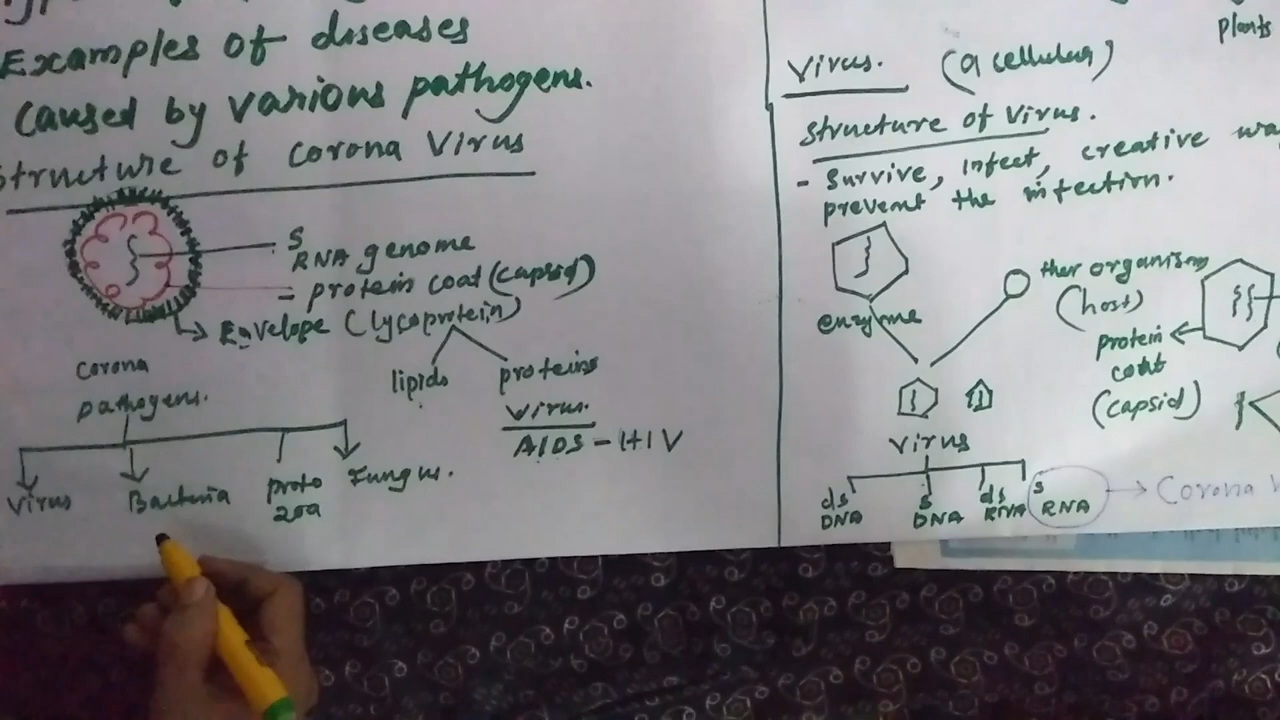 Examples of diseases
caused by various pathogens.
Structure of corona Virus
S
RNA genome
- protein coat (capsid)
Envelope (lycoprotein)
lipids
proteins
corona
pathogens.
Virus
Bacteria
proto
zoa
Fungus.
Virus.
AIDS - HIV
plants
Virus. (a cellular)
Structure of Virus.
- Survive, infect, creative
prevent the infection.
enzyme
ther organism
(host)
protein
coat
(capsid)
Virus
ds
DNA
s
DNA
ds
RNA
s
RNA
Corona